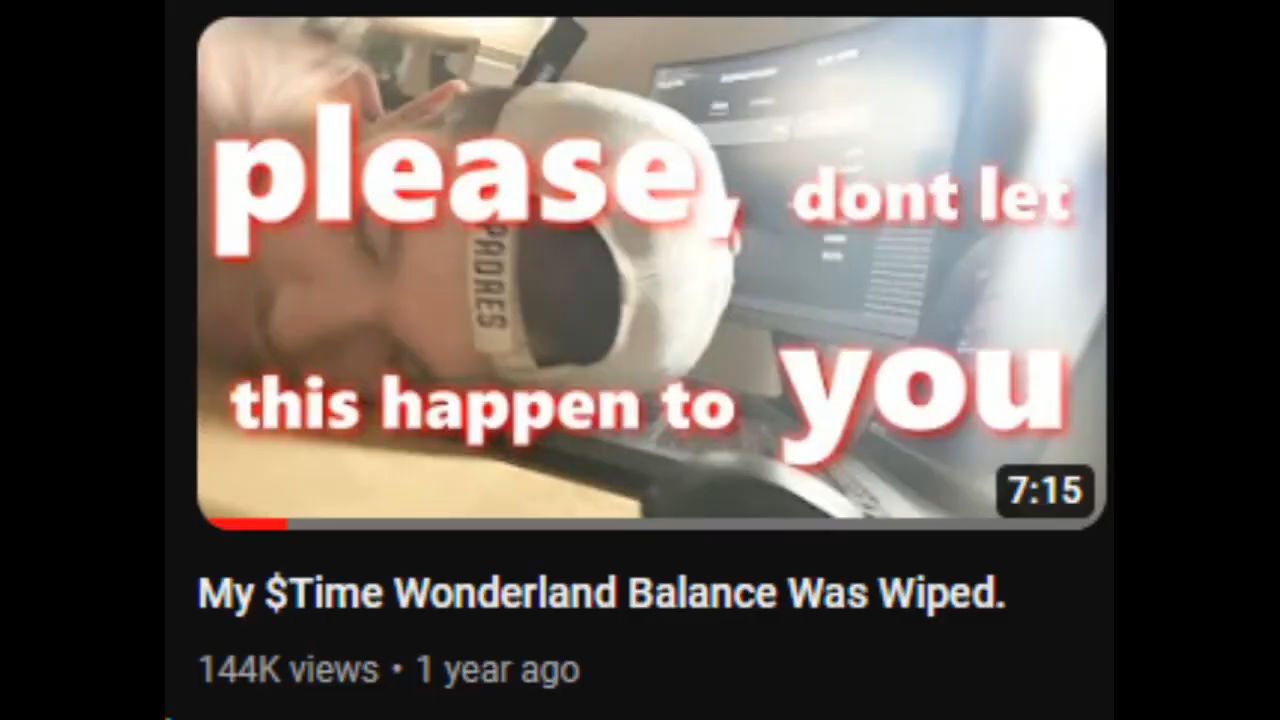 please, dont let
PADRES
this happen to you
7:15
My $Time Wonderland Balance Was Wiped.
144K views • 1 year ago